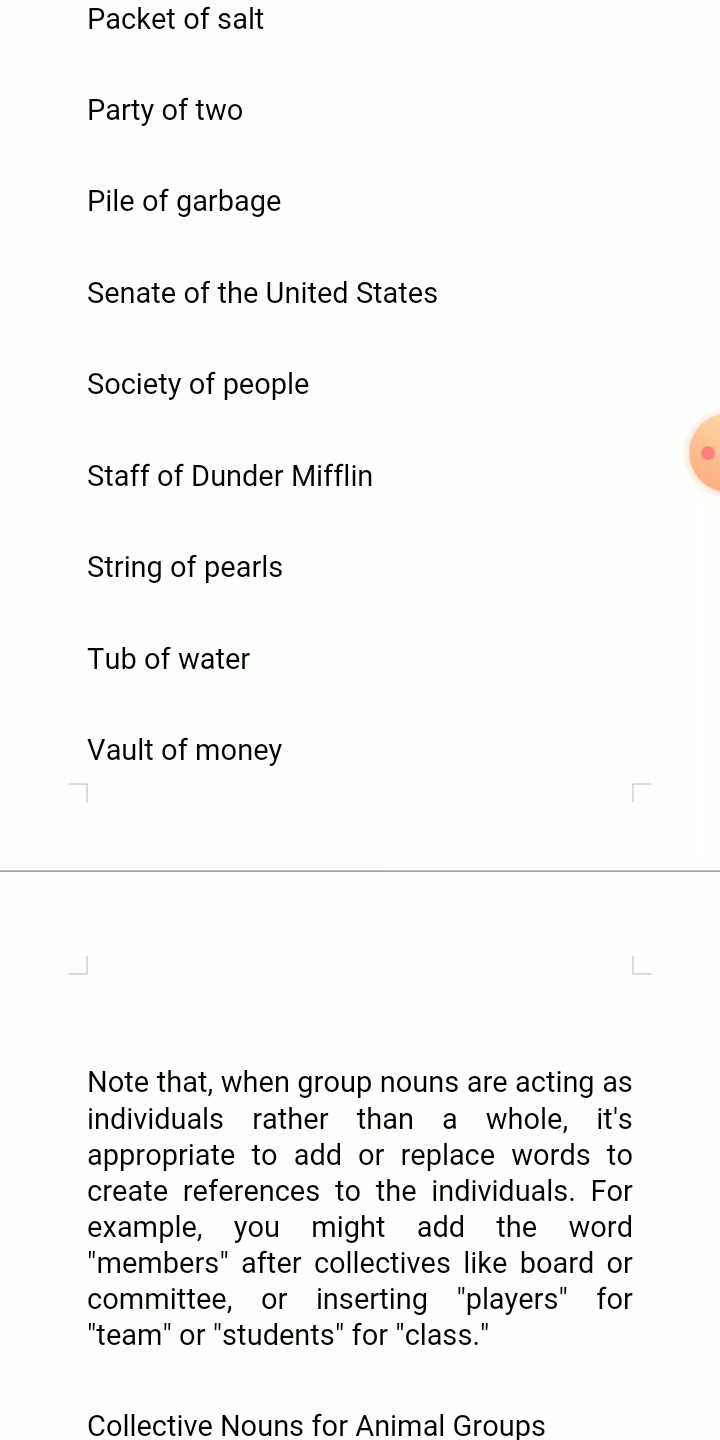 Packet of salt
Party of two
Pile of garbage
Senate of the United States
Society of people
Staff of Dunder Mifflin
String of pearls
Tub of water
Vault of money
Note that, when group nouns are acting as
individuals rather than a whole, it's
appropriate to add or replace words to
create references to the individuals. For
example, you might add the word
"members" after collectives like board or
committee, or inserting "players" for
"team" or "students" for "class."
Collective Nouns for Animal Groups